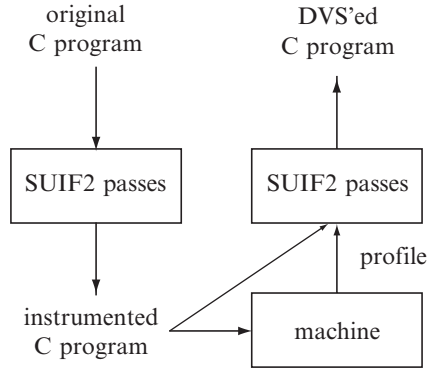 original
C program
DVS'ed
C program
SUIF2 passes
SUIF2 passes
profile
instrumented
C program
machine